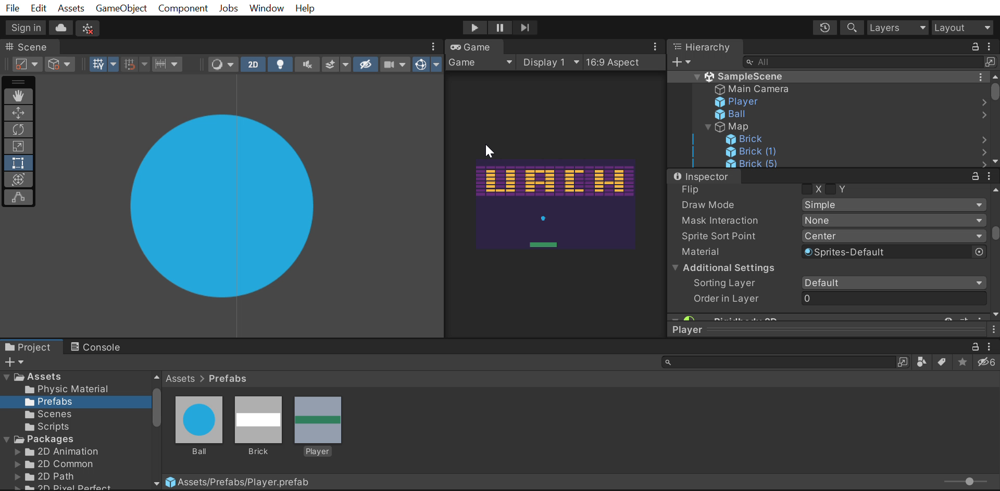 File Edit Assets GameObject Component Jobs Window Help
Sign in
Layers
Layout
Scene
Game
Hierarchy
2D
Game
Display 1
16:9 Aspect
All
SampleScene
Main Camera
Player
Ball
Map
Brick
Brick (1)
Brick (5)
Inspector
Flip X Y
Draw Mode Simple
Mask Interaction None
Sprite Sort Point Center
Material Sprites-Default
Additional Settings
Sorting Layer Default
Order in Layer 0
Rigidbody 2D
Player
Project
Console
6
Assets
Physic Material
Prefabs
Scenes
Scripts
Packages
2D Animation
2D Common
2D Path
2D Pixel Perfect
Assets > Prefabs
Ball
Brick
Player
Assets/Prefabs/Player.prefab